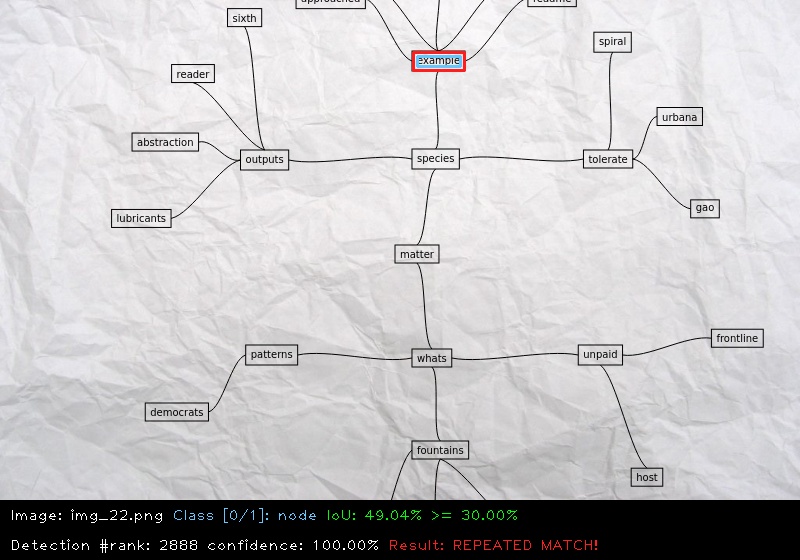 approached
resume
sixth
example
spiral
reader
urbana
abstraction
outputs
species
tolerate
lubricants
gao
matter
frontline
patterns
whats
unpaid
democrats
fountains
host
Image: img_22.png Class [0/1]: node IoU: 49.04% >= 30.00%
Detection #rank: 2888 confidence: 100.00% Result: REPEATED MATCH!